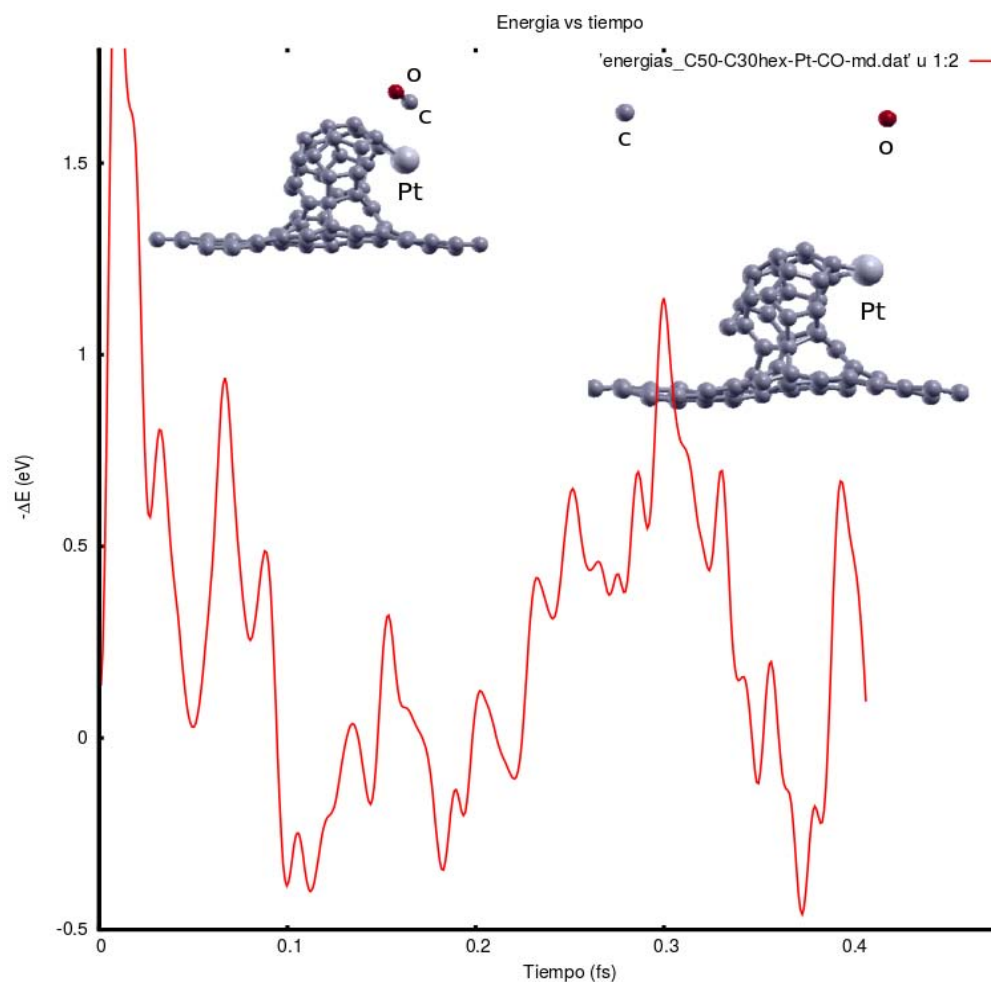 Energia vs tiempo
'energias_C50-C30hex-Pt-CO-md.dat' u 1:2
O
C
Pt
C
O
Pt
1.5
1
0.5
0
-0.5
-ΔE (eV)
0 0.1 0.2 0.3 0.4
Tiempo (fs)